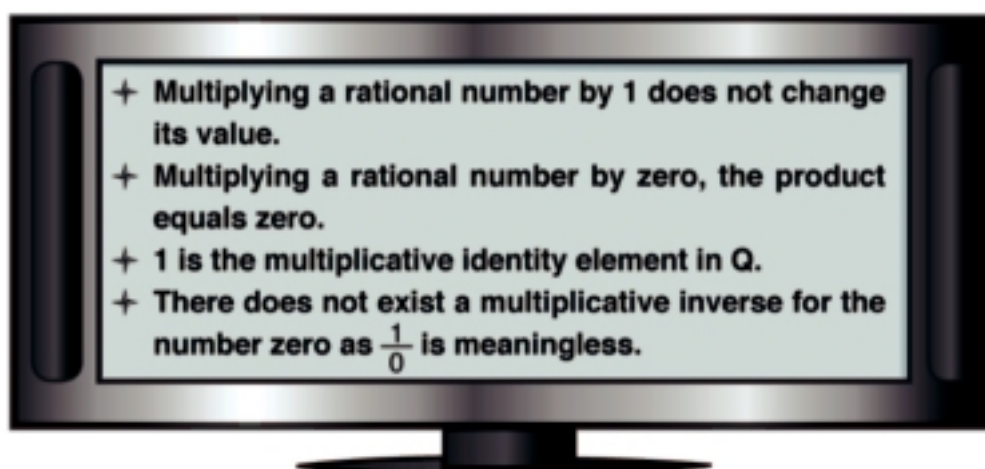 + Multiplying a rational number by 1 does not change
its value.
+ Multiplying a rational number by zero, the product
equals zero.
+ 1 is the multiplicative identity element in Q.
+ There does not exist a multiplicative inverse for the
number zero as 1/0 is meaningless.